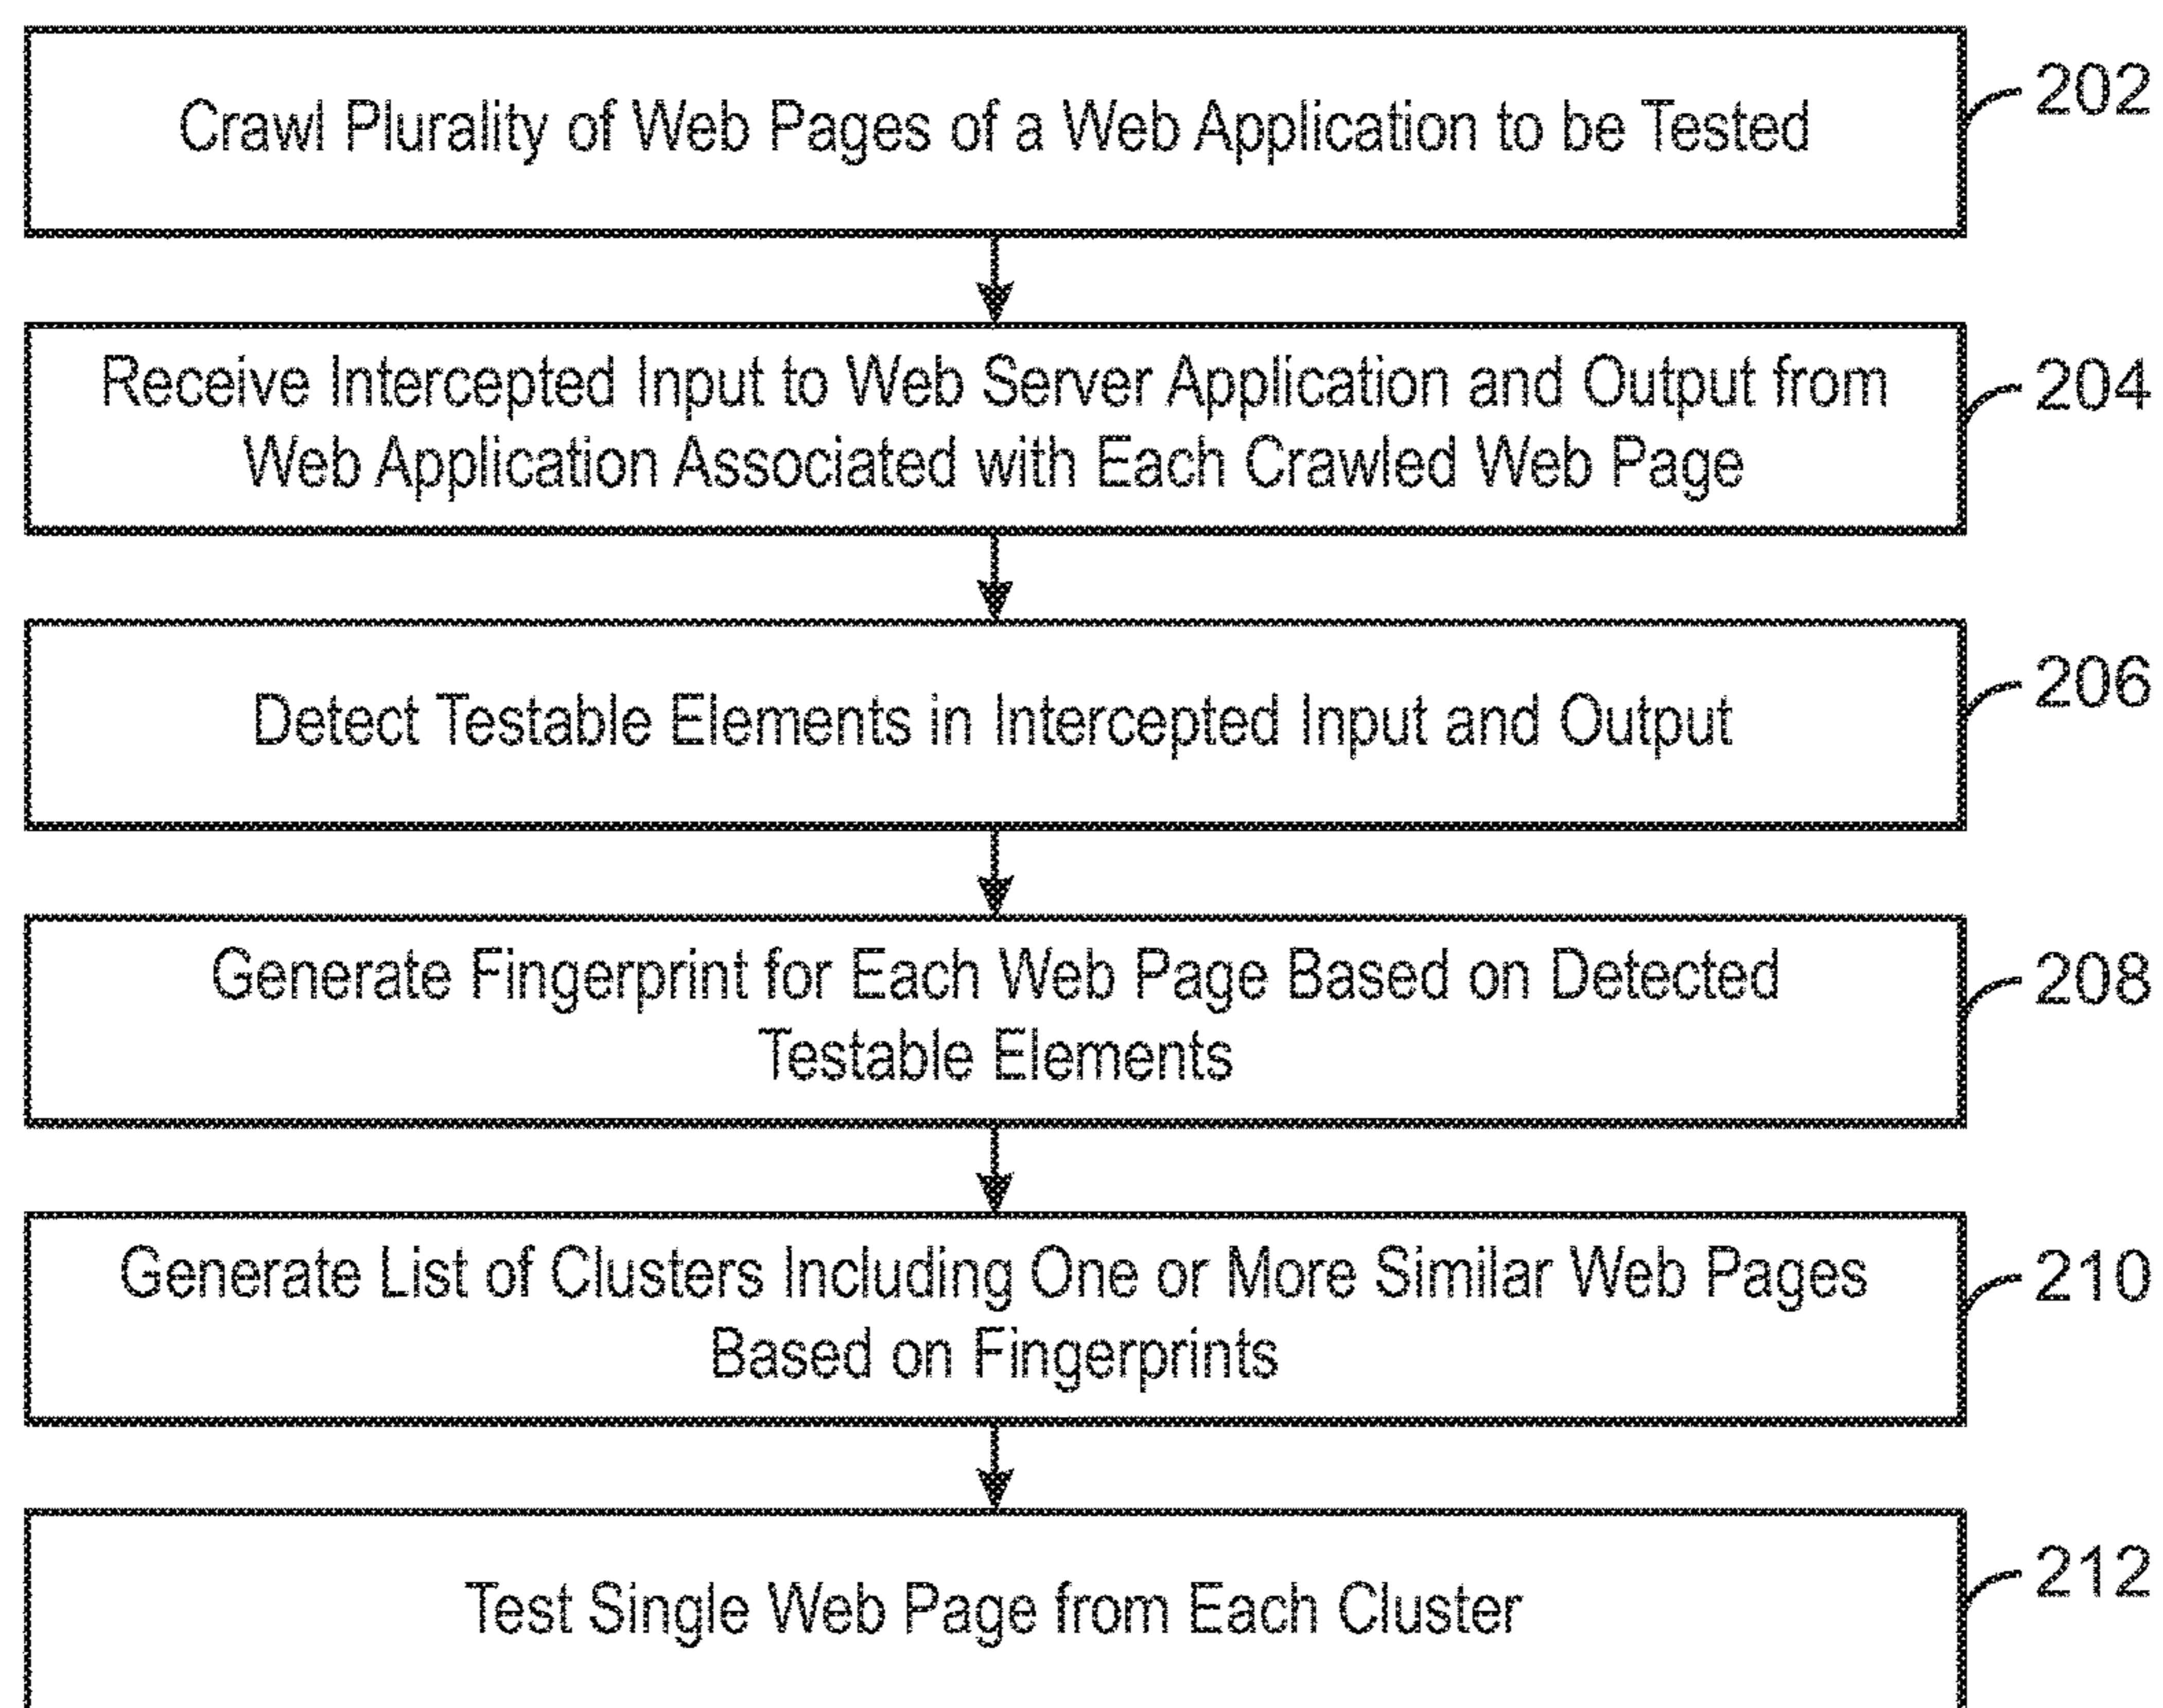 Crawl Plurality of Web Pages of a Web Application to be Tested
202
Receive Intercepted Input to Web Server Application and Output from
Web Application Associated with Each Crawled Web Page
204
Detect Testable Elements in Intercepted Input and Output
206
Generate Fingerprint for Each Web Page Based on Detected
Testable Elements
208
Generate List of Clusters Including One or More Similar Web Pages
Based on Fingerprints
210
Test Single Web Page from Each Cluster
212